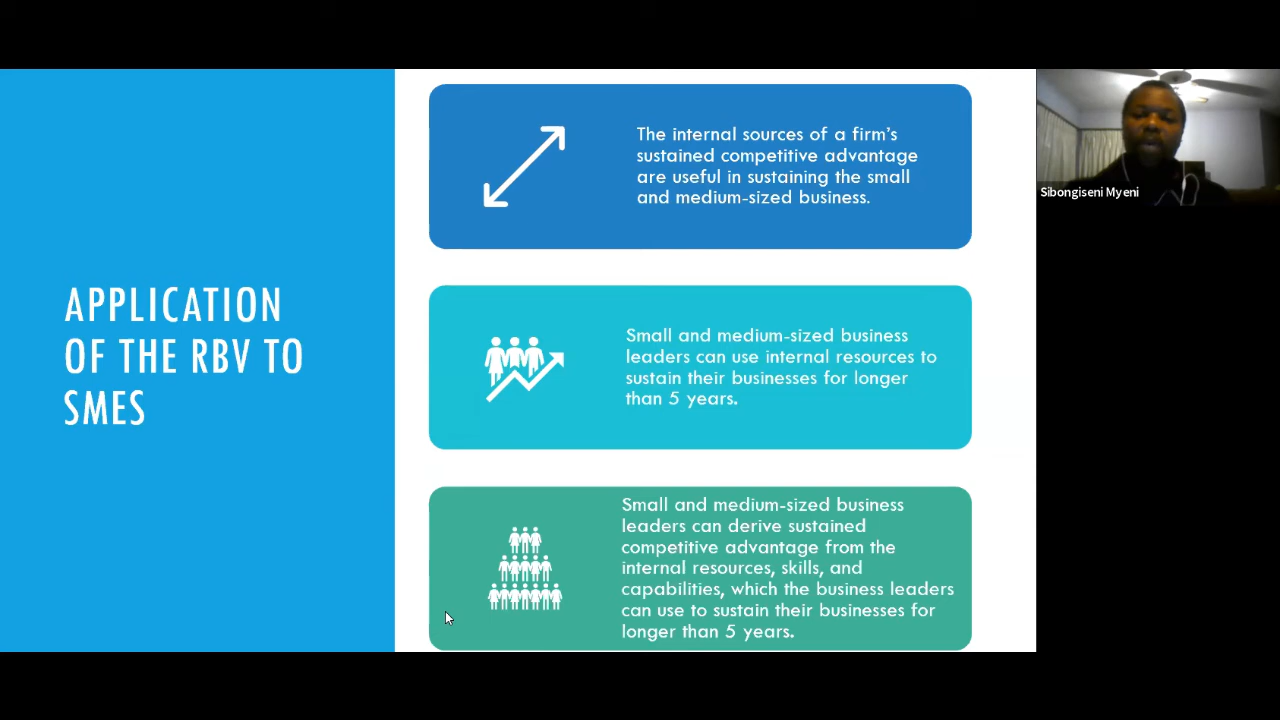 APPLICATION
OF THE RBV TO
SMES
The internal sources of a firm's
sustained competitive advantage
are useful in sustaining the small
and medium-sized business.
Small and medium-sized business
leaders can use internal resources to
sustain their businesses for longer
than 5 years.
Small and medium-sized business
leaders can derive sustained
competitive advantage from the
internal resources, skills, and
capabilities, which the business leaders
can use to sustain their businesses for
longer than 5 years.
Sibongiseni Myeni